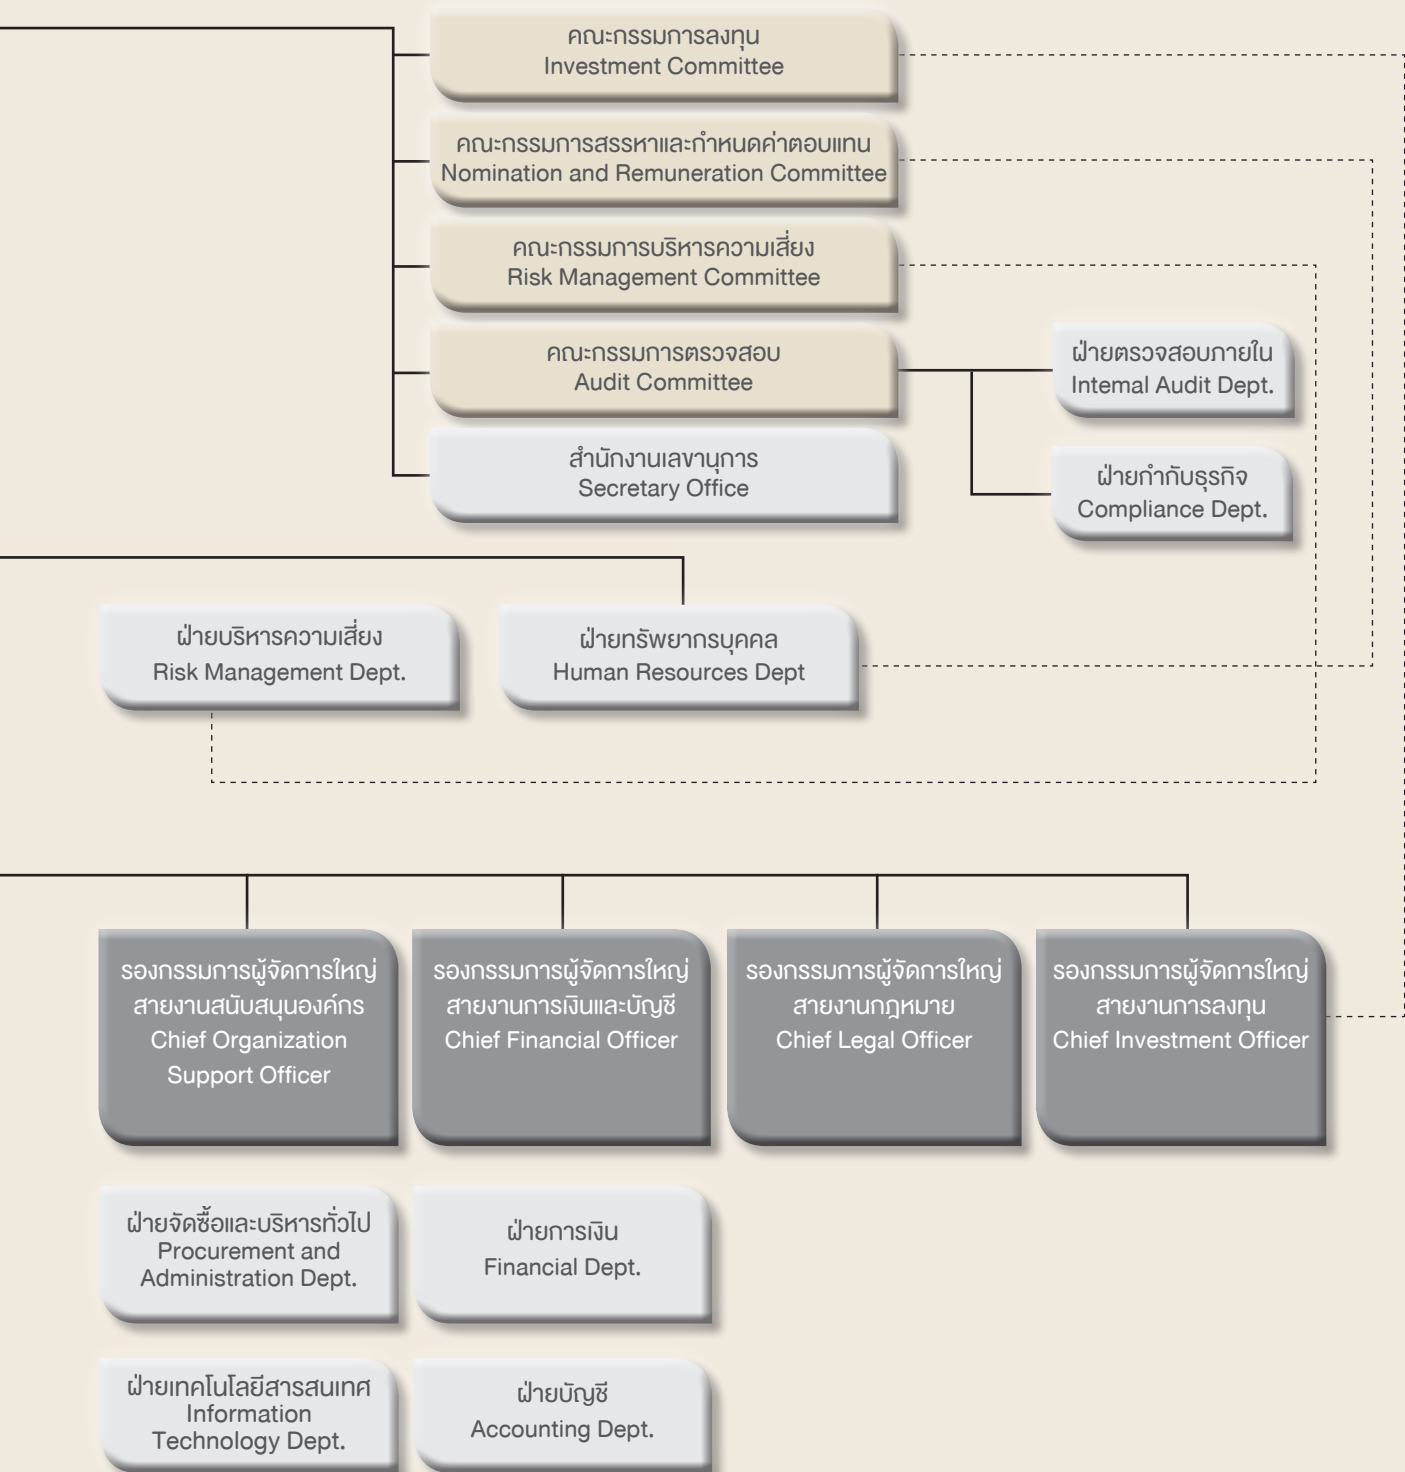 คณะกรรมการลงทุน
Investment Committee
คณะกรรมการสรรหาและกำหนดค่าตอบแทน
Nomination and Remuneration Committee
คณะกรรมการบริหารความเสี่ยง
Risk Management Committee
คณะกรรมการตรวจสอบ
Audit Committee
ฝ่ายตรวจสอบภายใน
Intemal Audit Dept.
สำนักงานเลขานุการ
Secretary Office
ฝ่ายกำกับธุรกิจ
Compliance Dept.
ฝ่ายบริหารความเสี่ยง
Risk Management Dept.
ฝ่ายทรัพยากรบุคคล
Human Resources Dept
รองกรรมการผู้จัดการใหญ่
สายงานสนับสนุนองค์กร
Chief Organization
Support Officer
รองกรรมการผู้จัดการใหญ่
สายงานการเงินและบัญชี
Chief Financial Officer
รองกรรมการผู้จัดการใหญ่
สายงานกฎหมาย
Chief Legal Officer
รองกรรมการผู้จัดการใหญ่
สายงานการลงทุน
Chief Investment Officer
ฝ่ายจัดซื้อและบริหารทั่วไป
Procurement and
Administration Dept.
ฝ่ายการเงิน
Financial Dept.
ฝ่ายเทคโนโลยีสารสนเทศ
Information
Technology Dept.
ฝ่ายบัญชี
Accounting Dept.